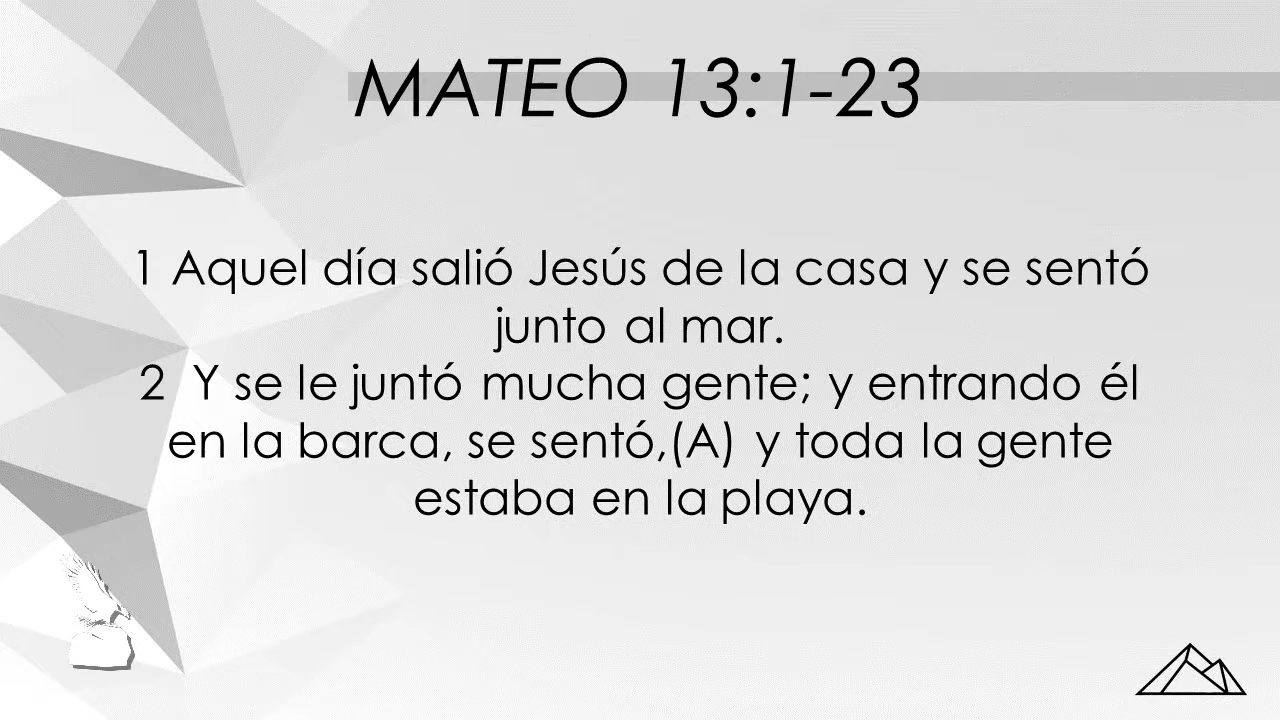 MATEO 13:1-23
1 Aquel día salió Jesús de la casa y se sentó
junto al mar.
2 Y se le juntó mucha gente; y entrando él
en la barca, se sentó,(A) y toda la gente
estaba en la playa.